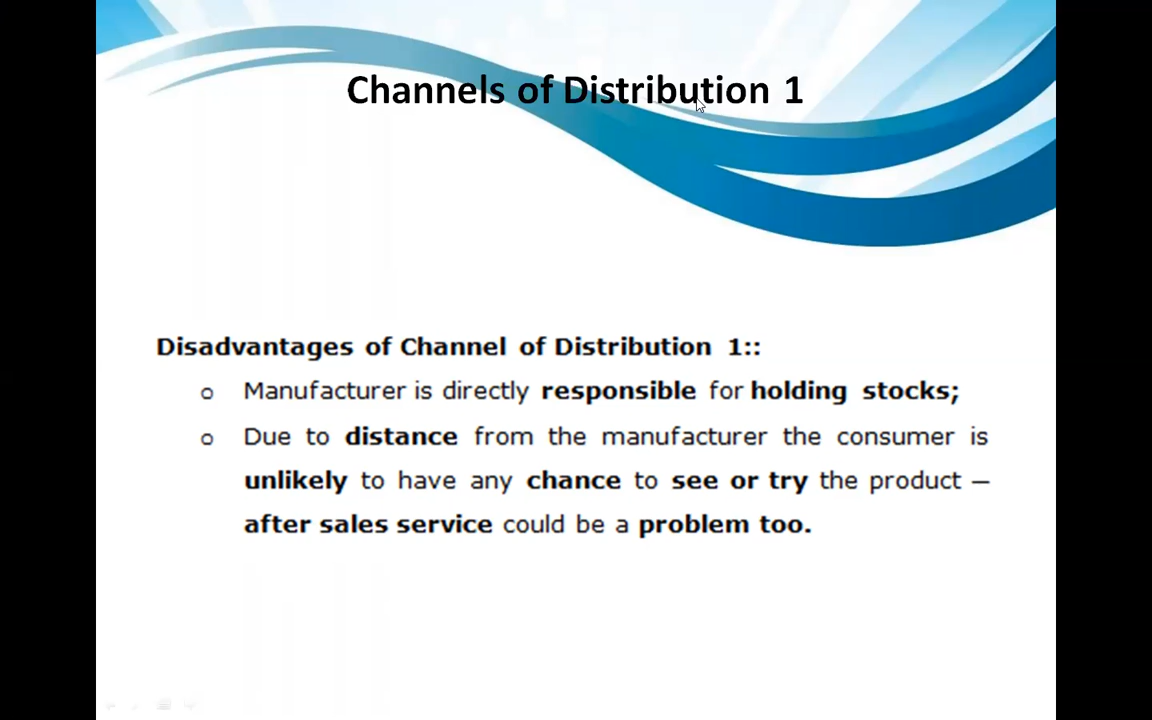 Channels of Distribution 1
Disadvantages of Channel of Distribution 1::
o Manufacturer is directly responsible for holding stocks;
o Due to distance from the manufacturer the consumer is
unlikely to have any chance to see or try the product –
after sales service could be a problem too.